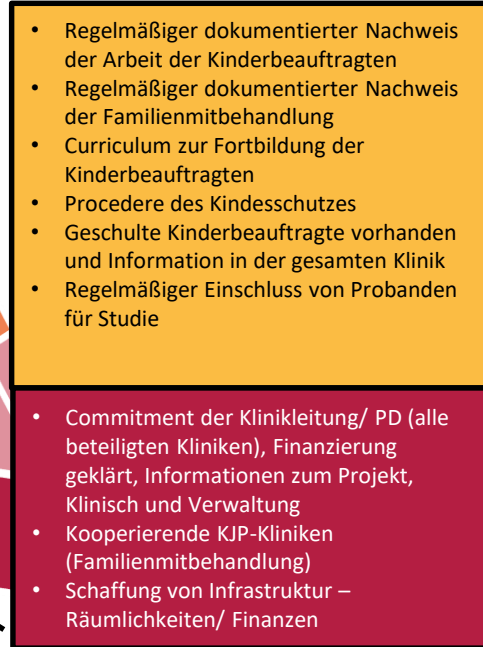 • Regelmäßiger dokumentierter Nachweis
der Arbeit der Kinderbeauftragten
• Regelmäßiger dokumentierter Nachweis
der Familienmitbehandlung
• Curriculum zur Fortbildung der
Kinderbeauftragten
• Procedere des Kindesschutzes
• Geschulte Kinderbeauftragte vorhanden
und Information in der gesamten Klinik
• Regelmäßiger Einschluss von Probanden
für Studie
• Commitment der Klinikleitung/ PD (alle
beteiligten Kliniken), Finanzierung
geklärt, Informationen zum Projekt,
Klinisch und Verwaltung
• Kooperierende KJP-Kliniken
(Familienmitbehandlung)
• Schaffung von Infrastruktur –
Räumlichkeiten/ Finanzen